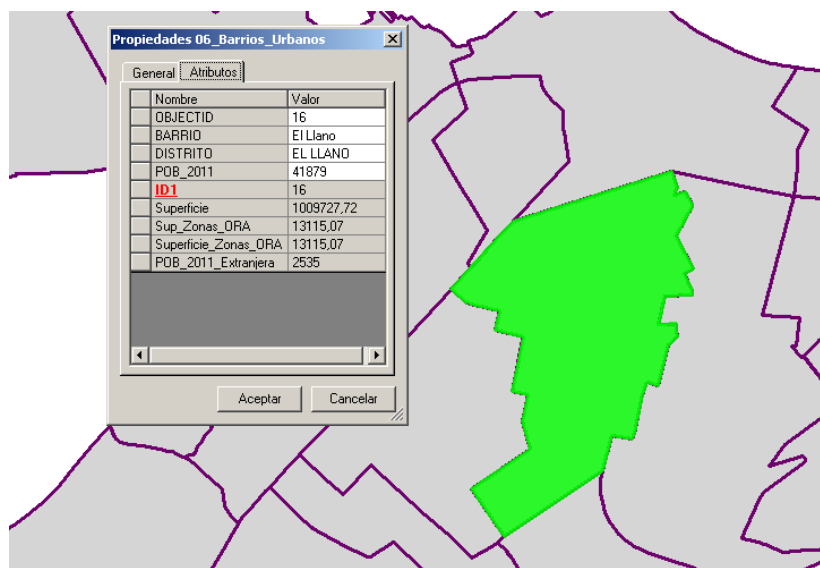 Propiedades 06_Barrios_Urbanos
General Atributos
Nombre Valor
OBJECTID 16
BARRIO El Llano
DISTRITO EL LLANO
POB_2011 41879
ID1 16
Superficie 1009727,72
Sup_Zonas_ORA 13115,07
Superficie_Zonas_ORA 13115,07
POB_2011_Extranjera 2535
Aceptar Cancelar